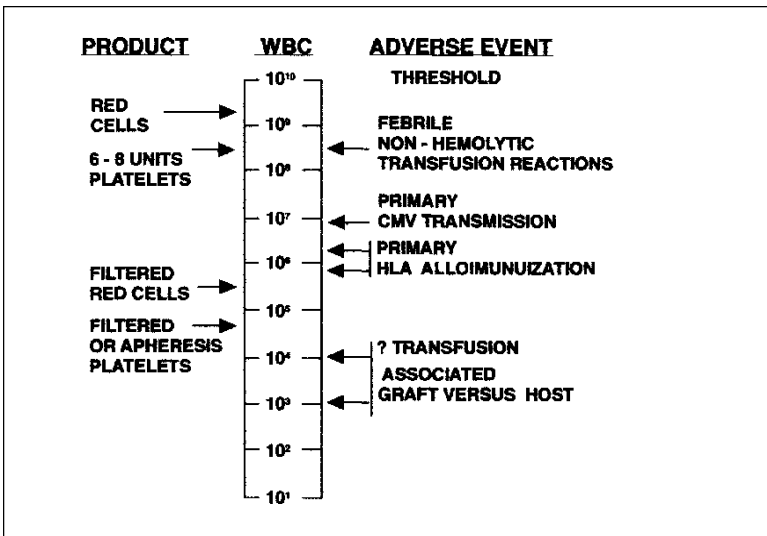 PRODUCT WBC ADVERSE EVENT
10¹⁰ THRESHOLD
RED
CELLS
10⁹
FEBRILE
NON - HEMOLYTIC
TRANSFUSION REACTIONS
6 - 8 UNITS
PLATELETS
10⁸
PRIMARY
CMV TRANSMISSION
10⁷
PRIMARY
HLA ALLOIMUNUIZATION
10⁶
FILTERED
RED CELLS
10⁵
FILTERED
OR APHERESIS
PLATELETS
? TRANSFUSION
ASSOCIATED
GRAFT VERSUS HOST
10⁴
10³
10²
10¹